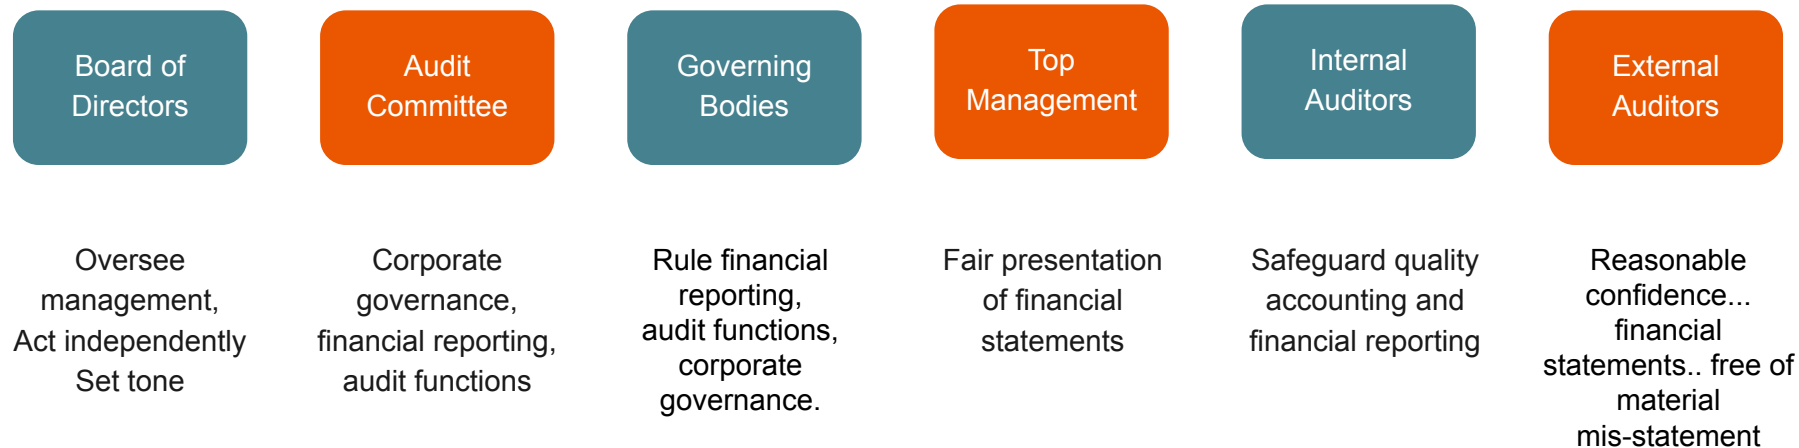 Board of
Directors
Audit
Committee
Governing
Bodies
Top
Management
Internal
Auditors
External
Auditors
Oversee
management,
Act independently
Set tone
Corporate
governance,
financial reporting,
audit functions
Rule financial
reporting,
audit functions,
corporate
governance.
Fair presentation
of financial
statements
Safeguard quality
accounting and
financial reporting
Reasonable
confidence...
financial
statements.. free of
material
mis-statement